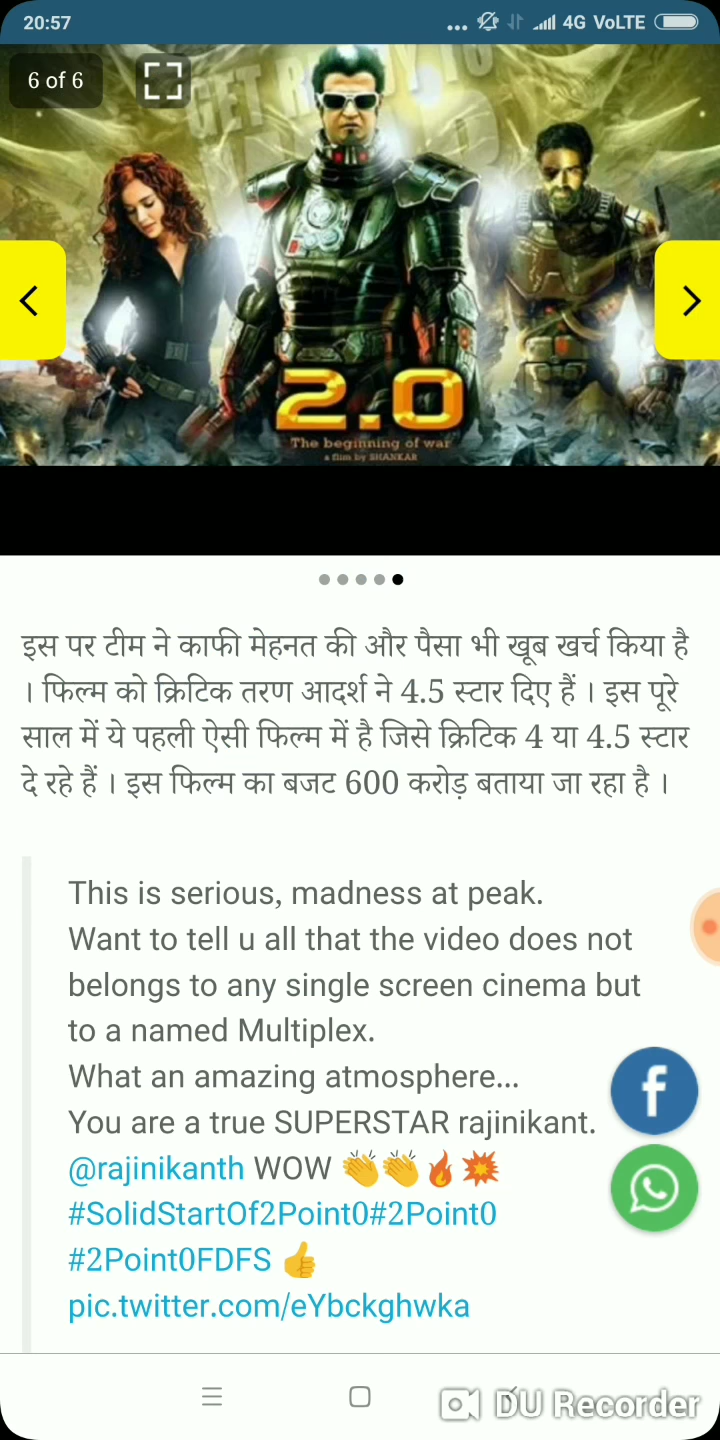 20:57
... 4G VoLTE
6 of 6
GET READY TO
2.0
The beginning of war
a film by SHANKAR
इस पर टीम ने काफी मेहनत की और पैसा भी खूब खर्च किया है
। फिल्म को क्रिटिक तरण आदर्श ने 4.5 स्टार दिए हैं । इस पूरे
साल में ये पहली ऐसी फिल्म में है जिसे क्रिटिक 4 या 4.5 स्टार
दे रहे हैं । इस फिल्म का बजट 600 करोड़ बताया जा रहा है ।
This is serious, madness at peak.
Want to tell u all that the video does not
belongs to any single screen cinema but
to a named Multiplex.
What an amazing atmosphere...
You are a true SUPERSTAR rajinikant.
@rajinikanth WOW 👏👏🔥💥
#SolidStartOf2Point0#2Point0
#2Point0FDFS 👍
pic.twitter.com/eYbckghwka
DU Recorder